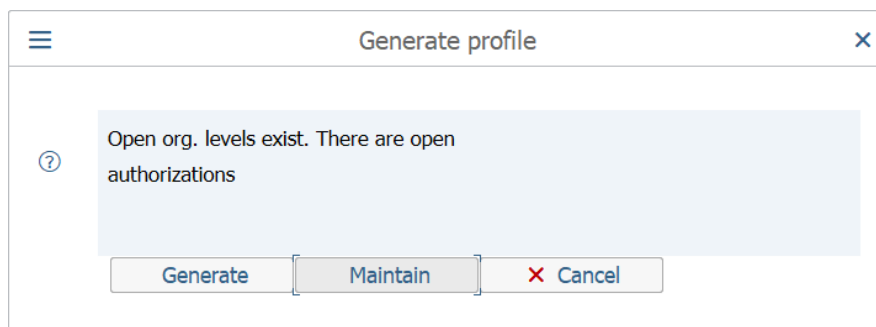 Generate profile
Open org. levels exist. There are open
authorizations
Generate
Maintain
Cancel